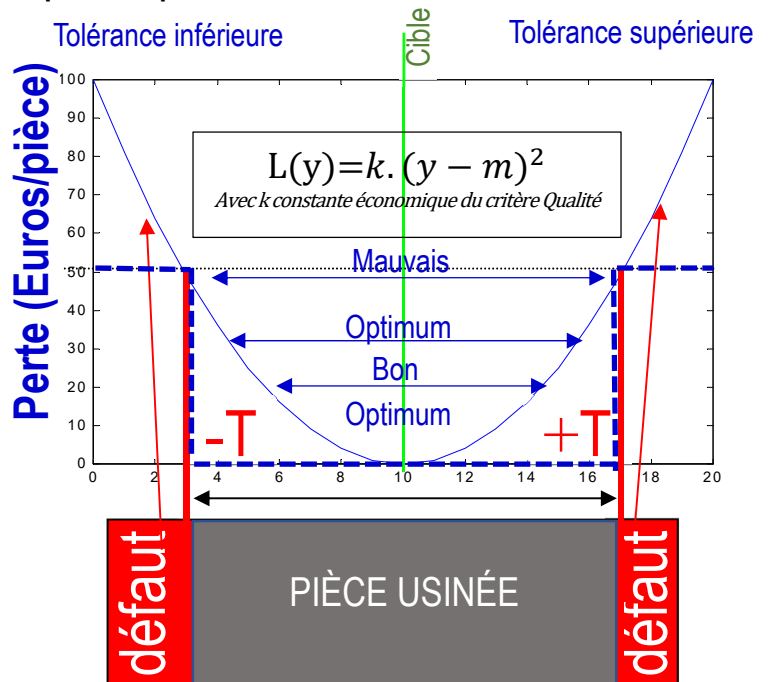 Tolérance inférieure
Cible
Tolérance supérieure
Perte (Euros/pièce)
100
90
80
70
60
50
40
30
20
10
0
L(y)=k.(y − m)²
Avec k constante économique du critère Qualité
Mauvais
Optimum
Bon
Optimum
-T
+T
0 2 4 6 8 10 12 14 16 18 20
défaut
PIÈCE USINÉE
défaut